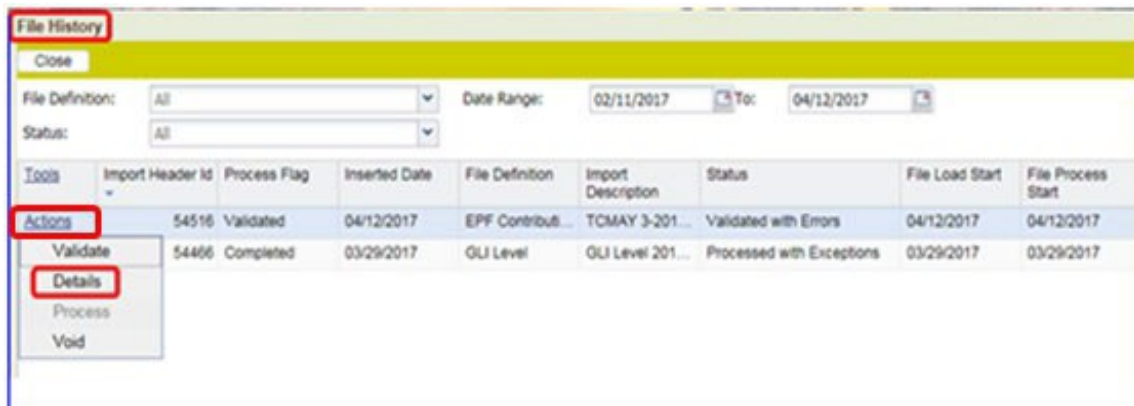 File History
Close
File Definition: All Date Range: 02/11/2017 To: 04/12/2017
Status: All
Tools Import Header Id Process Flag Inserted Date File Definition Import Description Status File Load Start File Process Start
Actions 54516 Validated 04/12/2017 EPF Contributi... TCMAY 3-201... Validated with Errors 04/12/2017 04/12/2017
Validate 54466 Completed 03/29/2017 GLI Level GLI Level 201... Processed with Exceptions 03/29/2017 03/29/2017
Details
Process
Void